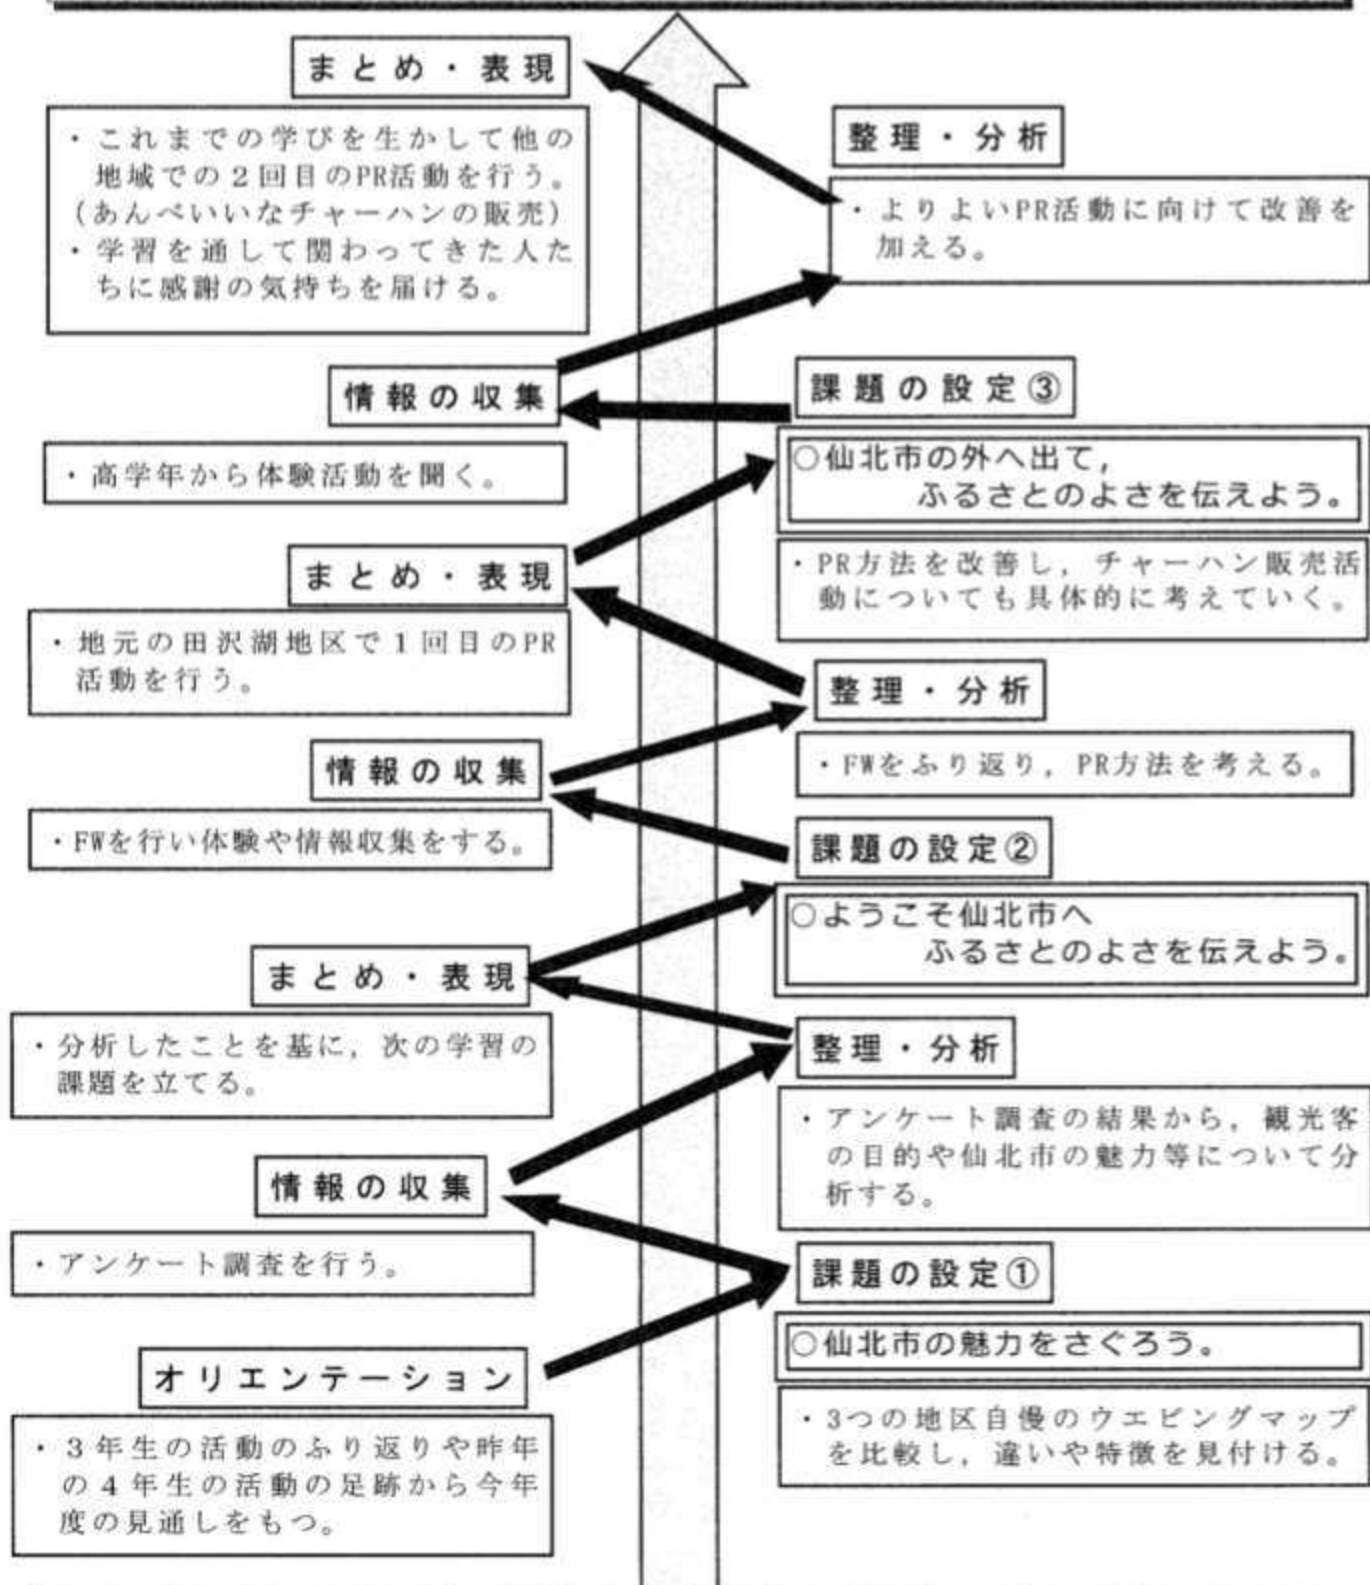 まとめ・表現
・これまでの学びを生かして他の
地域での２回目のPR活動を行う。
（あんべいいなチャーハンの販売）
・学習を通して関わってきた人た
ちに感謝の気持ちを届ける。
整理・分析
・よりよいPR活動に向けて改善を
加える。
情報の収集
・高学年から体験活動を聞く。
課題の設定③
○仙北市の外へ出て，
ふるさとのよさを伝えよう。
・PR方法を改善し，チャーハン販売活
動についても具体的に考えていく。
まとめ・表現
・地元の田沢湖地区で１回目のPR
活動を行う。
整理・分析
・FWをふり返り，PR方法を考える。
情報の収集
・FWを行い体験や情報収集をする。
課題の設定②
○ようこそ仙北市へ
ふるさとのよさを伝えよう。
まとめ・表現
・分析したことを基に，次の学習の
課題を立てる。
整理・分析
・アンケート調査の結果から，観光客
の目的や仙北市の魅力等について分
析する。
情報の収集
・アンケート調査を行う。
課題の設定①
○仙北市の魅力をさぐろう。
・3つの地区自慢のウエビングマップ
を比較し，違いや特徴を見付ける。
オリエンテーション
・３年生の活動のふり返りや昨年
の４年生の活動の足跡から今年
度の見通しをもつ。